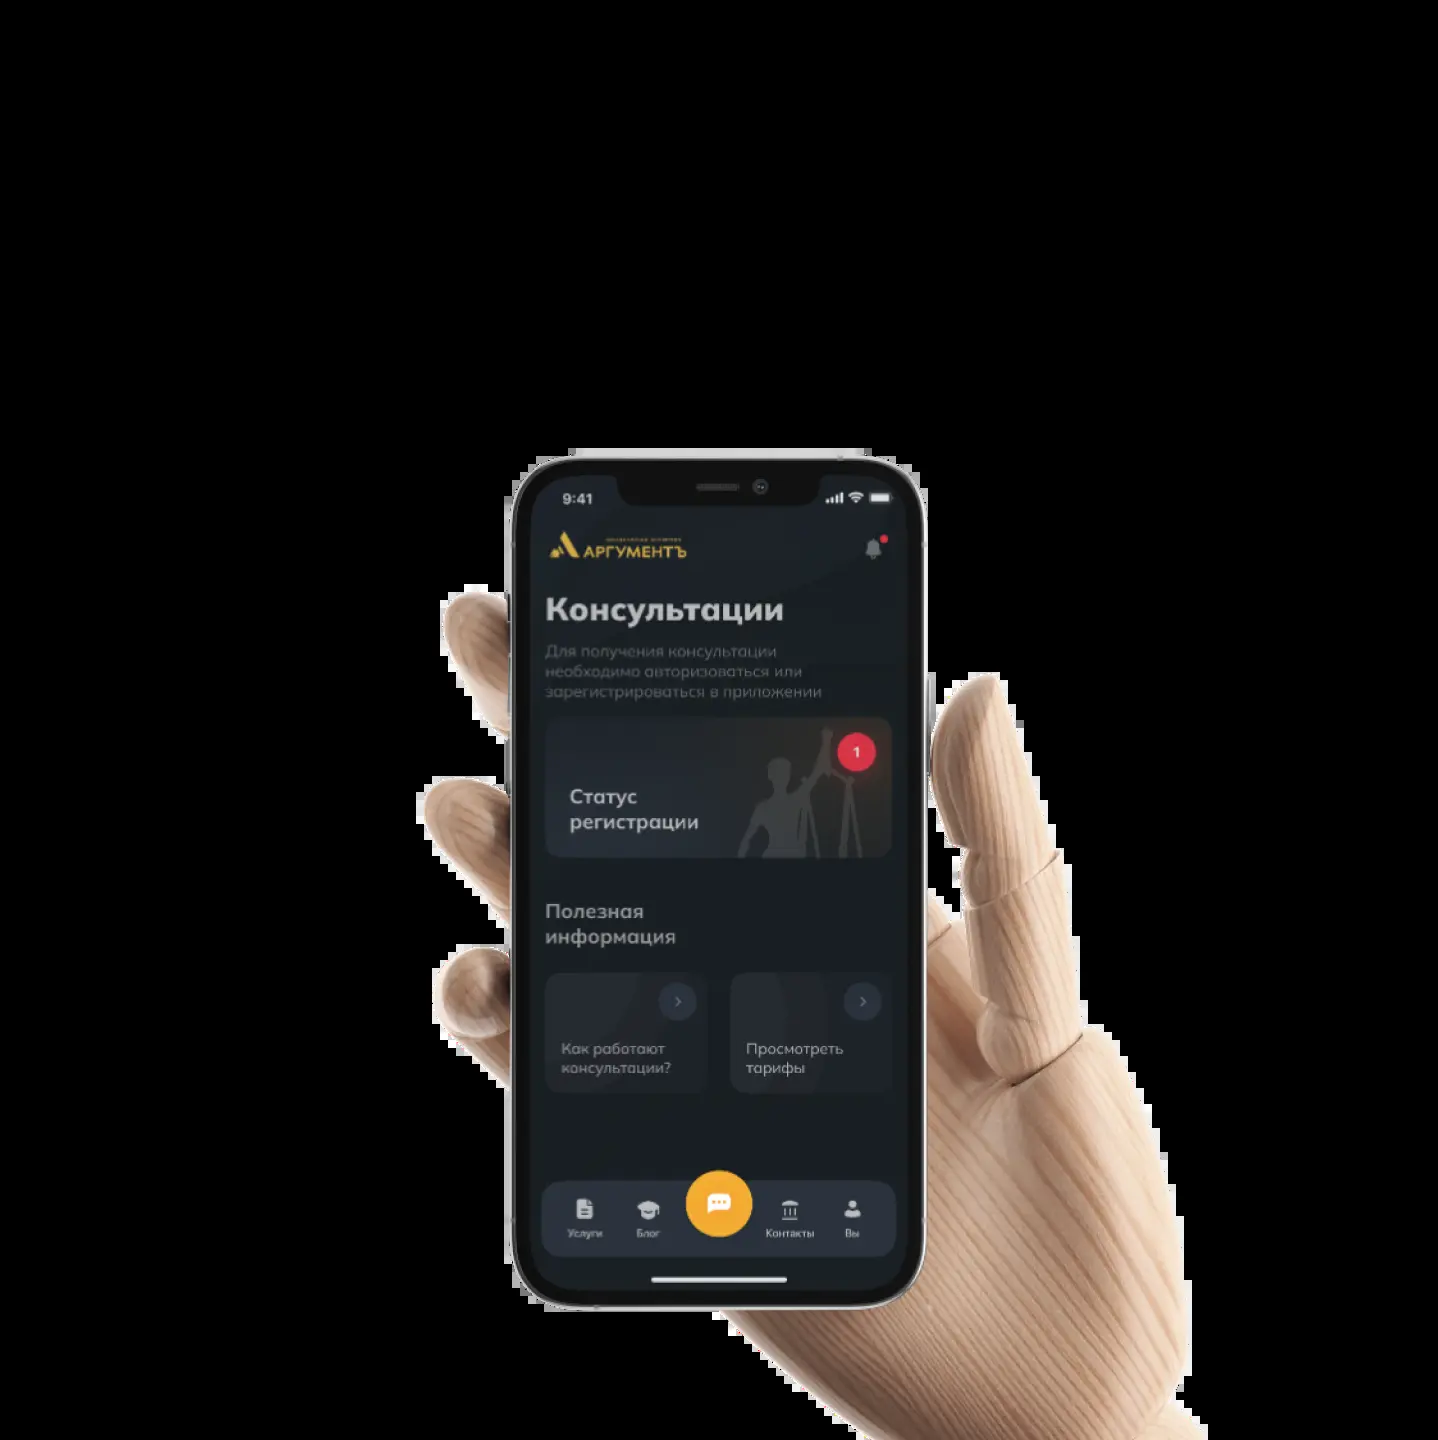 9:41
АРГУМЕНТЪ
Консультации
Для получения консультации
необходимо авторизоваться или
зарегистрироваться в приложении
1
Статус
регистрации
Полезная
информация
Как работают
консультации?
Просмотреть
тарифы
Услуги
Блог
Контакты
Вы